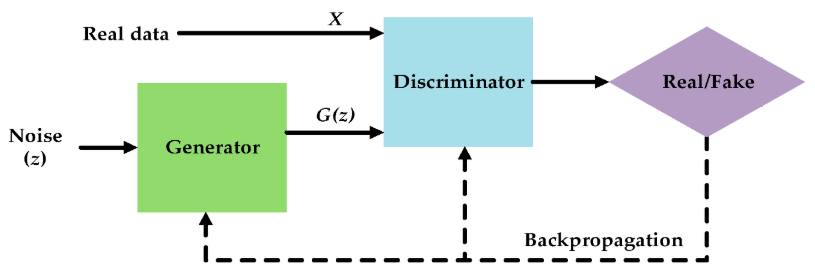 Real data
X
Discriminator
Real/Fake
Noise
(z)
Generator
G(z)
Backpropagation